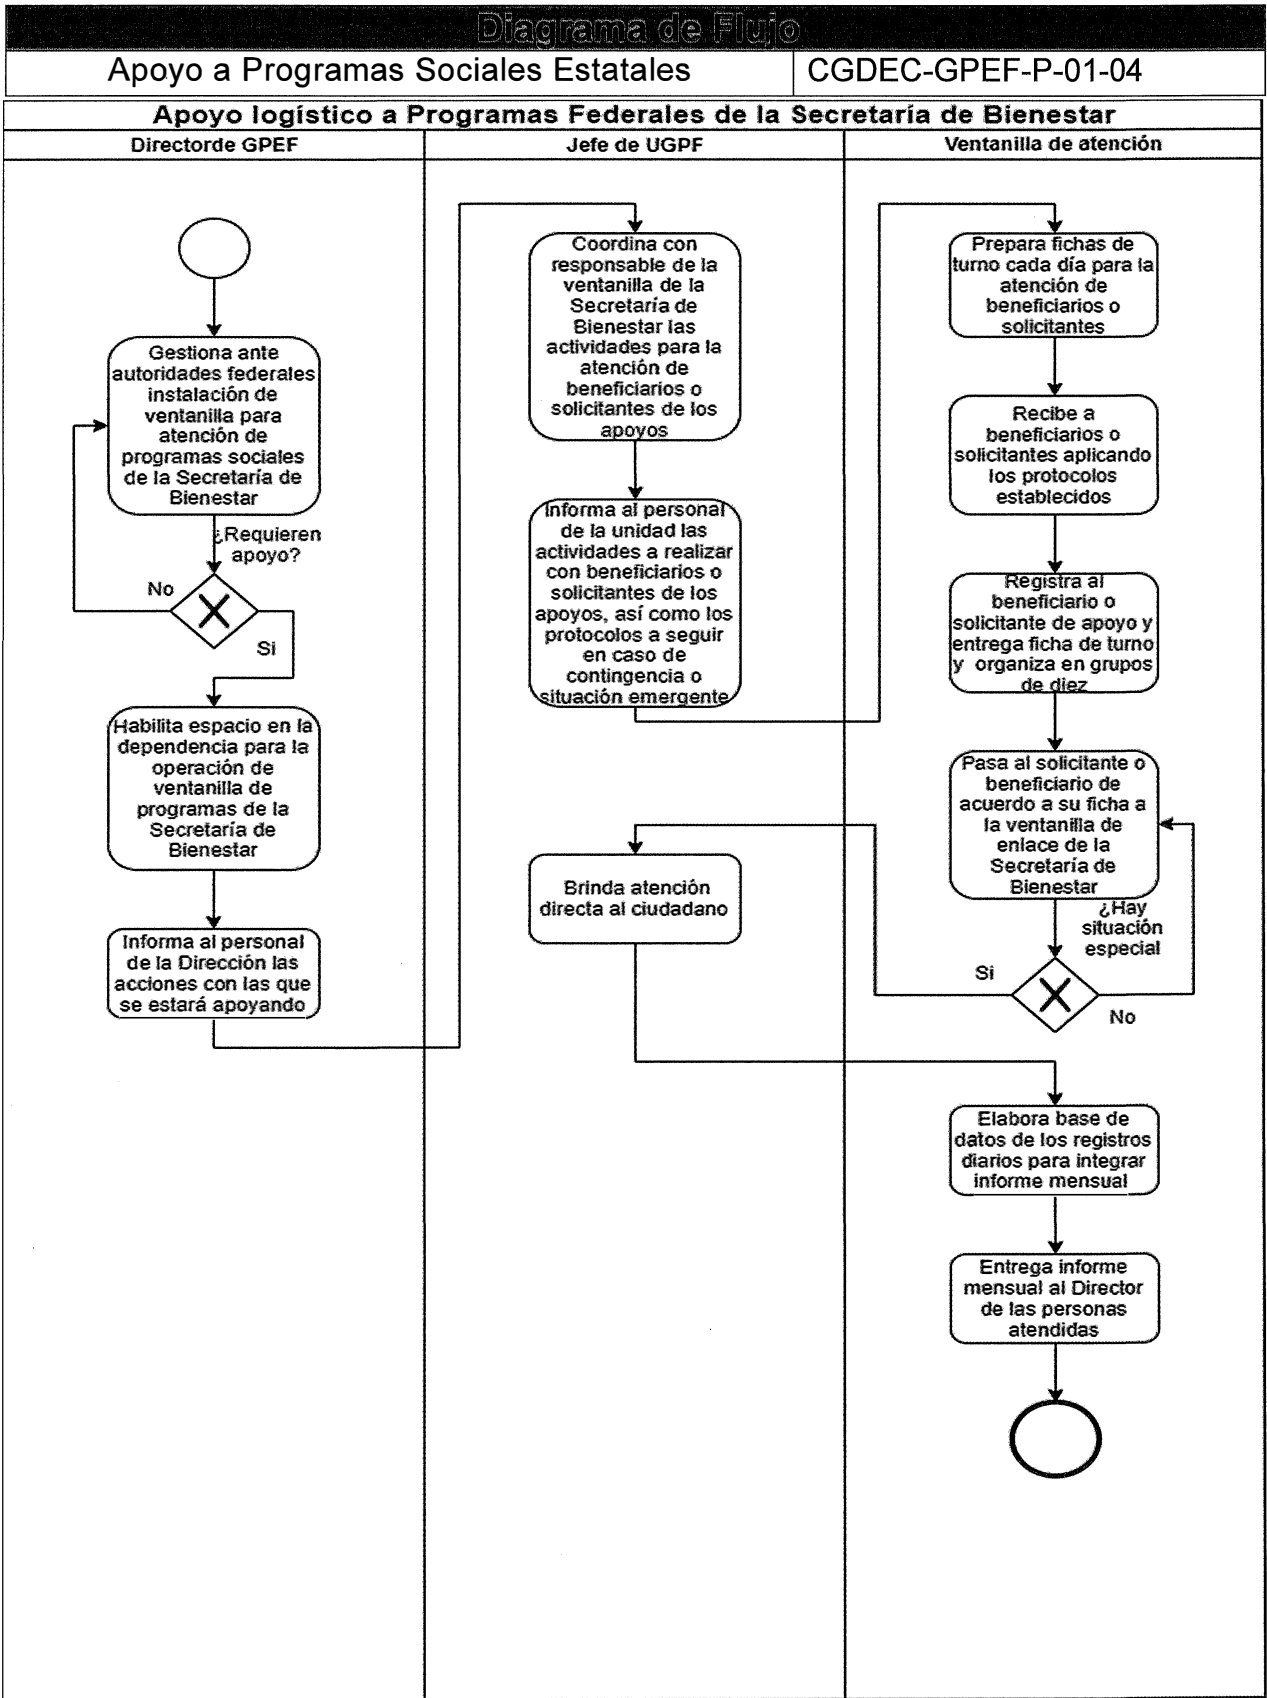 Diagrama de Flujo
Apoyo a Programas Sociales Estatales
CGDEC-GPEF-P-01-04
Apoyo logístico a Programas Federales de la Secretaría de Bienestar
Directorde GPEF
Jefe de UGPF
Ventanilla de atención
Gestiona ante
autoridades federales
instalación de
ventanilla para
atención de
programas sociales
de la Secretaría de
Bienestar
¿Requieren
apoyo?
No
Si
Habilita espacio en la
dependencia para la
operación de
ventanilla de
programas de la
Secretaría de
Bienestar
Informa al personal
de la Dirección las
acciones con las que
se estará apoyando
Coordina con
responsable de la
ventanilla de la
Secretaría de
Bienestar las
actividades para la
atención de
beneficiarios o
solicitantes de los
apoyos
Informa al personal
de la unidad las
actividades a realizar
con beneficiarios o
solicitantes de los
apoyos, así como los
protocolos a seguir
en caso de
contingencia o
situación emergente
Brinda atención
directa al ciudadano
Prepara fichas de
turno cada día para la
atención de
beneficiarios o
solicitantes
Recibe a
beneficiarios o
solicitantes aplicando
los protocolos
establecidos
Registra al
beneficiario o
solicitante de apoyo y
entrega ficha de turno
y organiza en grupos
de diez
Pasa al solicitante o
beneficiario de
acuerdo a su ficha a
la ventanilla de
enlace de la
Secretaría de
Bienestar
¿Hay
situación
especial
Si
No
Elabora base de
datos de los registros
diarios para integrar
informe mensual
Entrega informe
mensual al Director
de las personas
atendidas